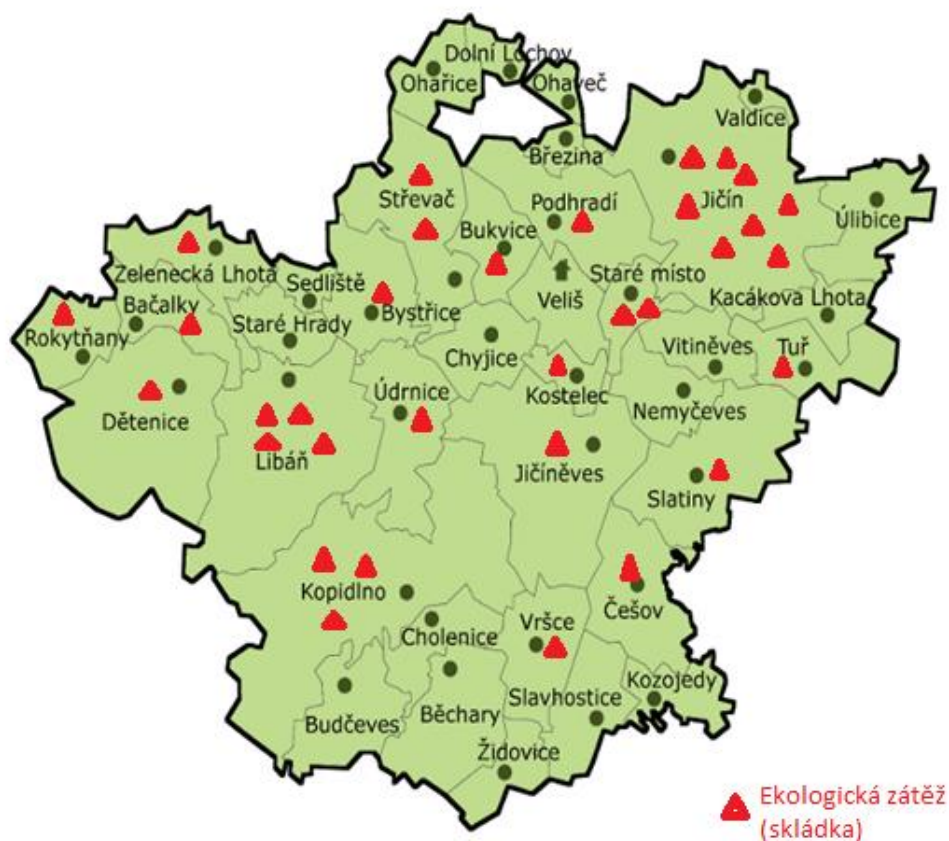 Dolní Lochov
Ohařice
Ohaveč
Valdice
Březina
Střevač
Podhradí
Jičín
Úlibice
Bukvice
Zelenecká Lhota
Sedliště
Staré místo
Bačalky
Bystřice
Veliš
Kacákova Lhota
Rokytňany
Staré Hrady
Chyjice
Vitiněves
Tuř
Dětenice
Údrnice
Kostelec
Nemyčeves
Libáň
Jičíněves
Slatiny
Kopidlno
Češov
Cholenice
Vršce
Kozojedy
Slavhostice
Budčeves
Běchary
Židovice
Ekologická zátěž
(skládka)